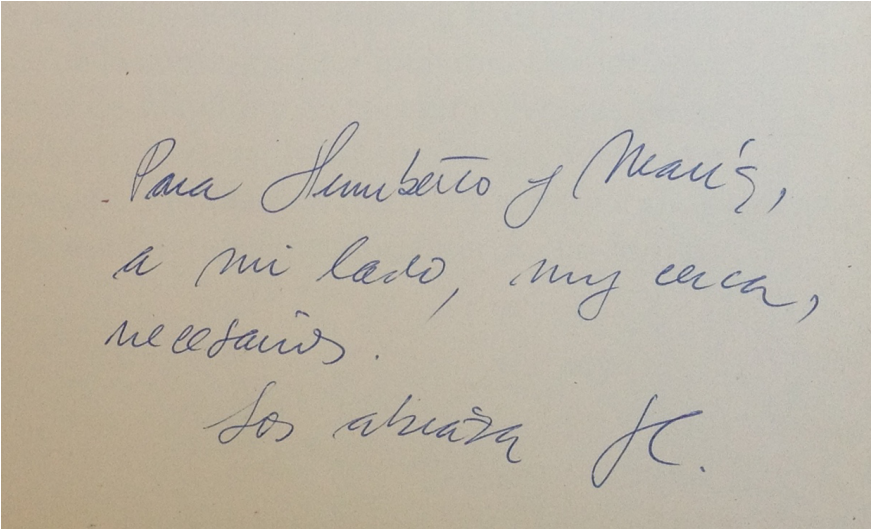 Para Humberto y María,
a mi lado, muy cerca,
necesarios.
Los abraza JC.